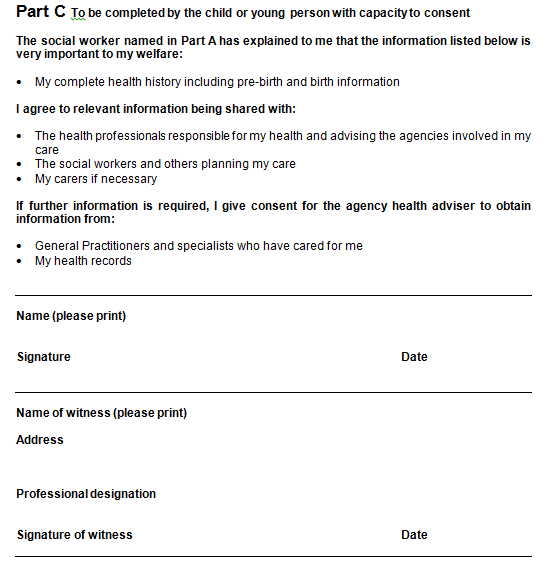 Part C To be completed by the child or young person with capacity to consent
The social worker named in Part A has explained to me that the information listed below is
very important to my welfare:
• My complete health history including pre-birth and birth information
I agree to relevant information being shared with:
• The health professionals responsible for my health and advising the agencies involved in my
care
• The social workers and others planning my care
• My carers if necessary
If further information is required, I give consent for the agency health adviser to obtain
information from:
• General Practitioners and specialists who have cared for me
• My health records
Name (please print)
Signature Date
Name of witness (please print)
Address
Professional designation
Signature of witness Date